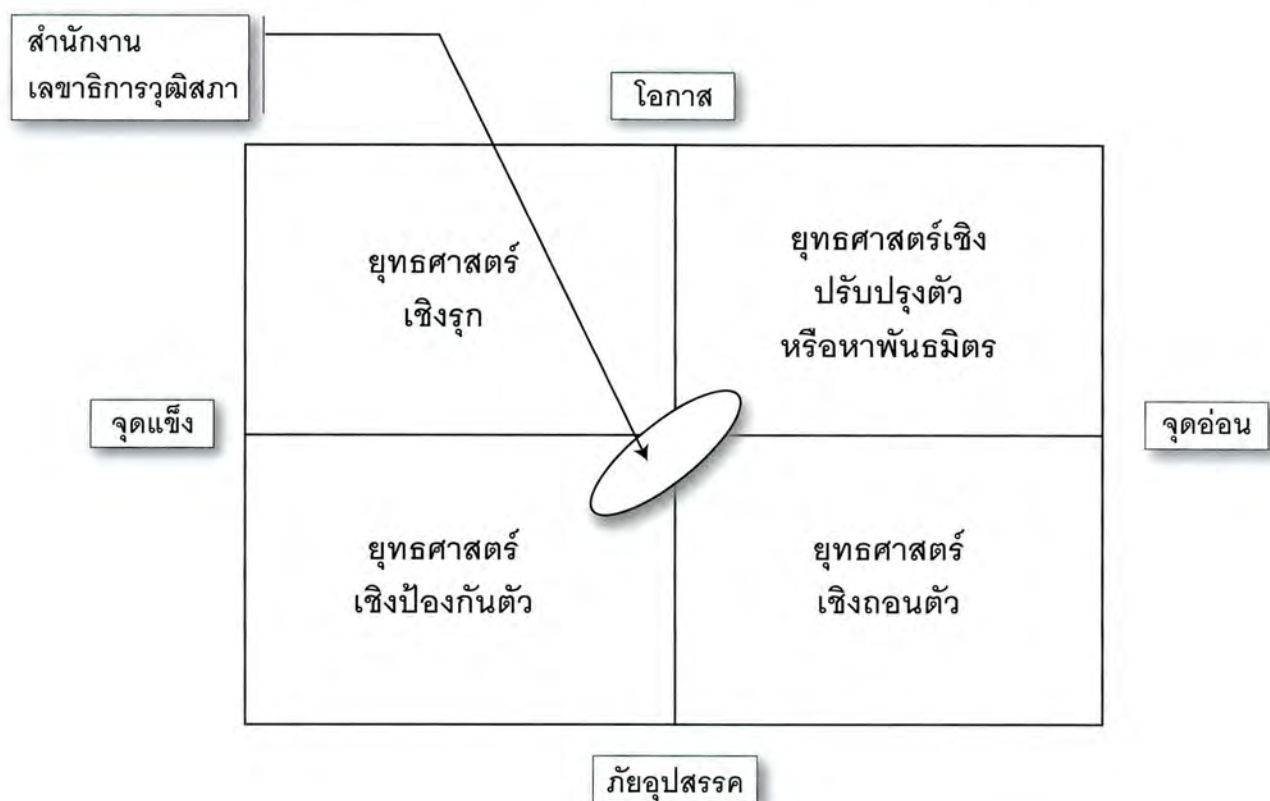 สำนักงาน
เลขาธิการวุฒิสภา
โอกาส
ยุทธศาสตร์
เชิงรุก
ยุทธศาสตร์เชิง
ปรับปรุงตัว
หรือหาพันธมิตร
จุดแข็ง
จุดอ่อน
ยุทธศาสตร์
เชิงป้องกันตัว
ยุทธศาสตร์
เชิงถอนตัว
ภัยอุปสรรค